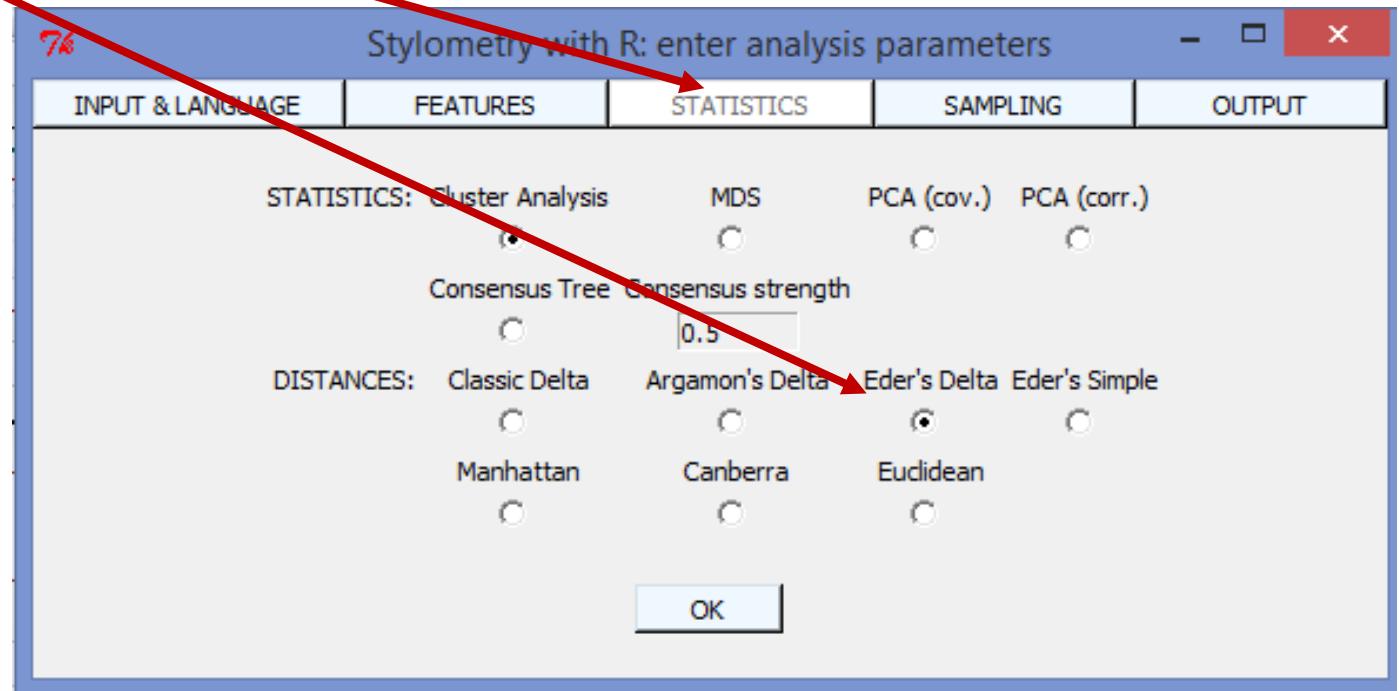 7k Stylometry with R: enter analysis parameters
INPUT & LANGUAGE FEATURES STATISTICS SAMPLING OUTPUT
STATISTICS: Cluster Analysis MDS PCA (cov.) PCA (corr.)
Consensus Tree Consensus strength
0.5
DISTANCES: Classic Delta Argamon's Delta Eder's Delta Eder's Simple
Manhattan Canberra Euclidean
OK